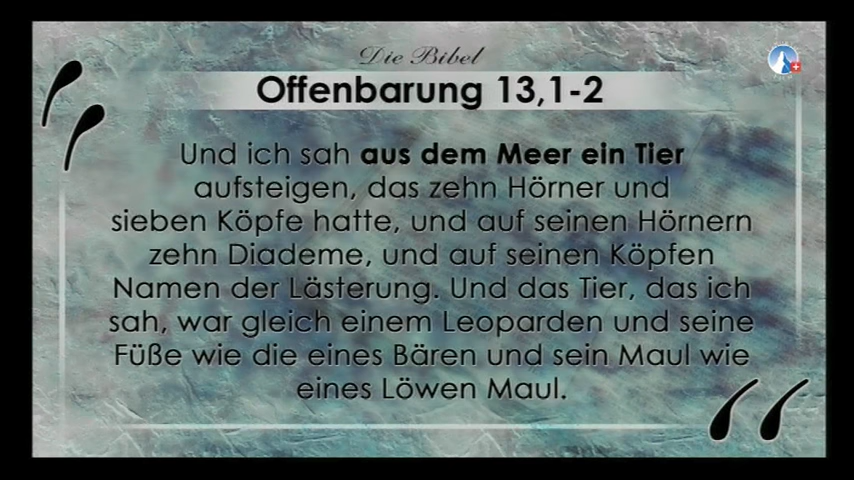 Die Bibel
Offenbarung 13,1-2
Und ich sah aus dem Meer ein Tier
aufsteigen, das zehn Hörner und
sieben Köpfe hatte, und auf seinen Hörnern
zehn Diademe, und auf seinen Köpfen
Namen der Lästerung. Und das Tier, das ich
sah, war gleich einem Leoparden und seine
Füße wie die eines Bären und sein Maul wie
eines Löwen Maul.